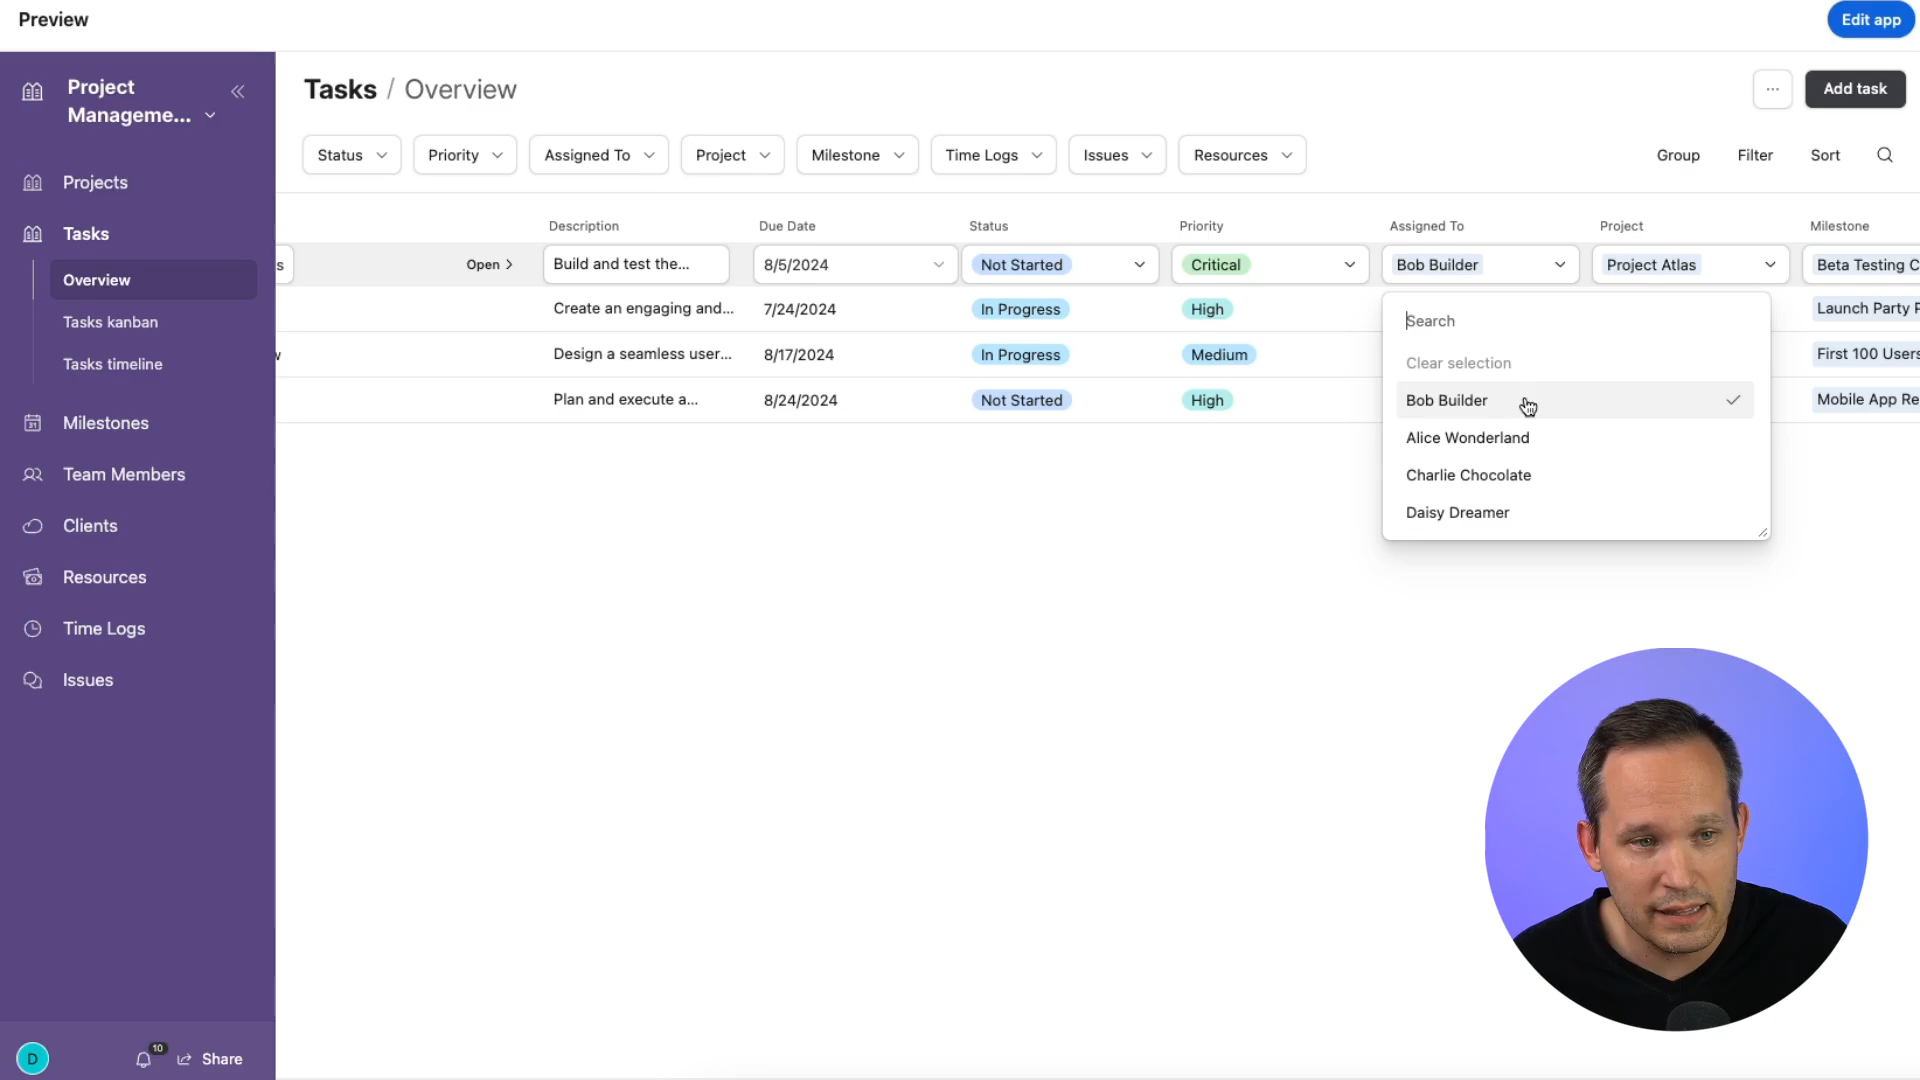 Preview
Edit app
Project
Manageme...
Projects
Tasks
Overview
Tasks kanban
Tasks timeline
Milestones
31
Team Members
Clients
Resources
Time Logs
Issues
D
10
Share
Tasks / Overview
...
Add task
Status
Priority
Assigned To
Project
Milestone
Time Logs
Issues
Resources
Group
Filter
Sort
Description
Due Date
Status
Priority
Assigned To
Project
Milestone
s
Open
Build and test the...
8/5/2024
Not Started
Critical
Bob Builder
Project Atlas
Beta Testing C
Create an engaging and...
7/24/2024
In Progress
High
Launch Party P
w
Design a seamless user...
8/17/2024
In Progress
Medium
First 100 Users
Plan and execute a...
8/24/2024
Not Started
High
Mobile App Re
Search
Clear selection
Bob Builder
Alice Wonderland
Charlie Chocolate
Daisy Dreamer